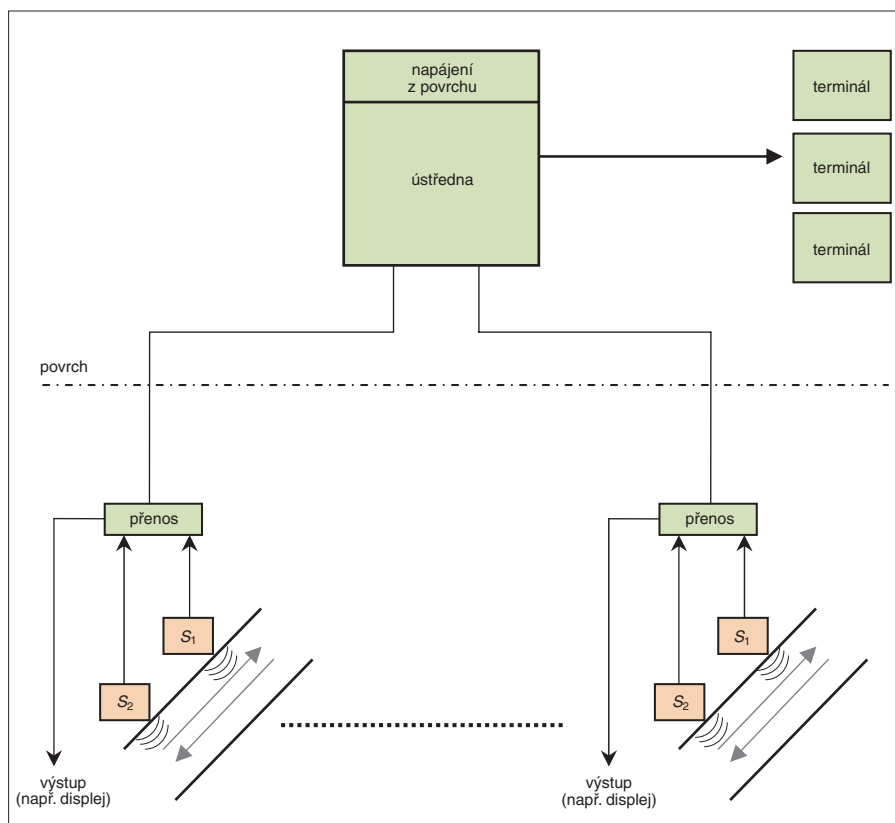 napájení
z povrchu
terminál
ústředna
terminál
terminál
povrch
přenos
přenos
S1
S1
S2
S2
výstup
(např. displej)
výstup
(např. displej)